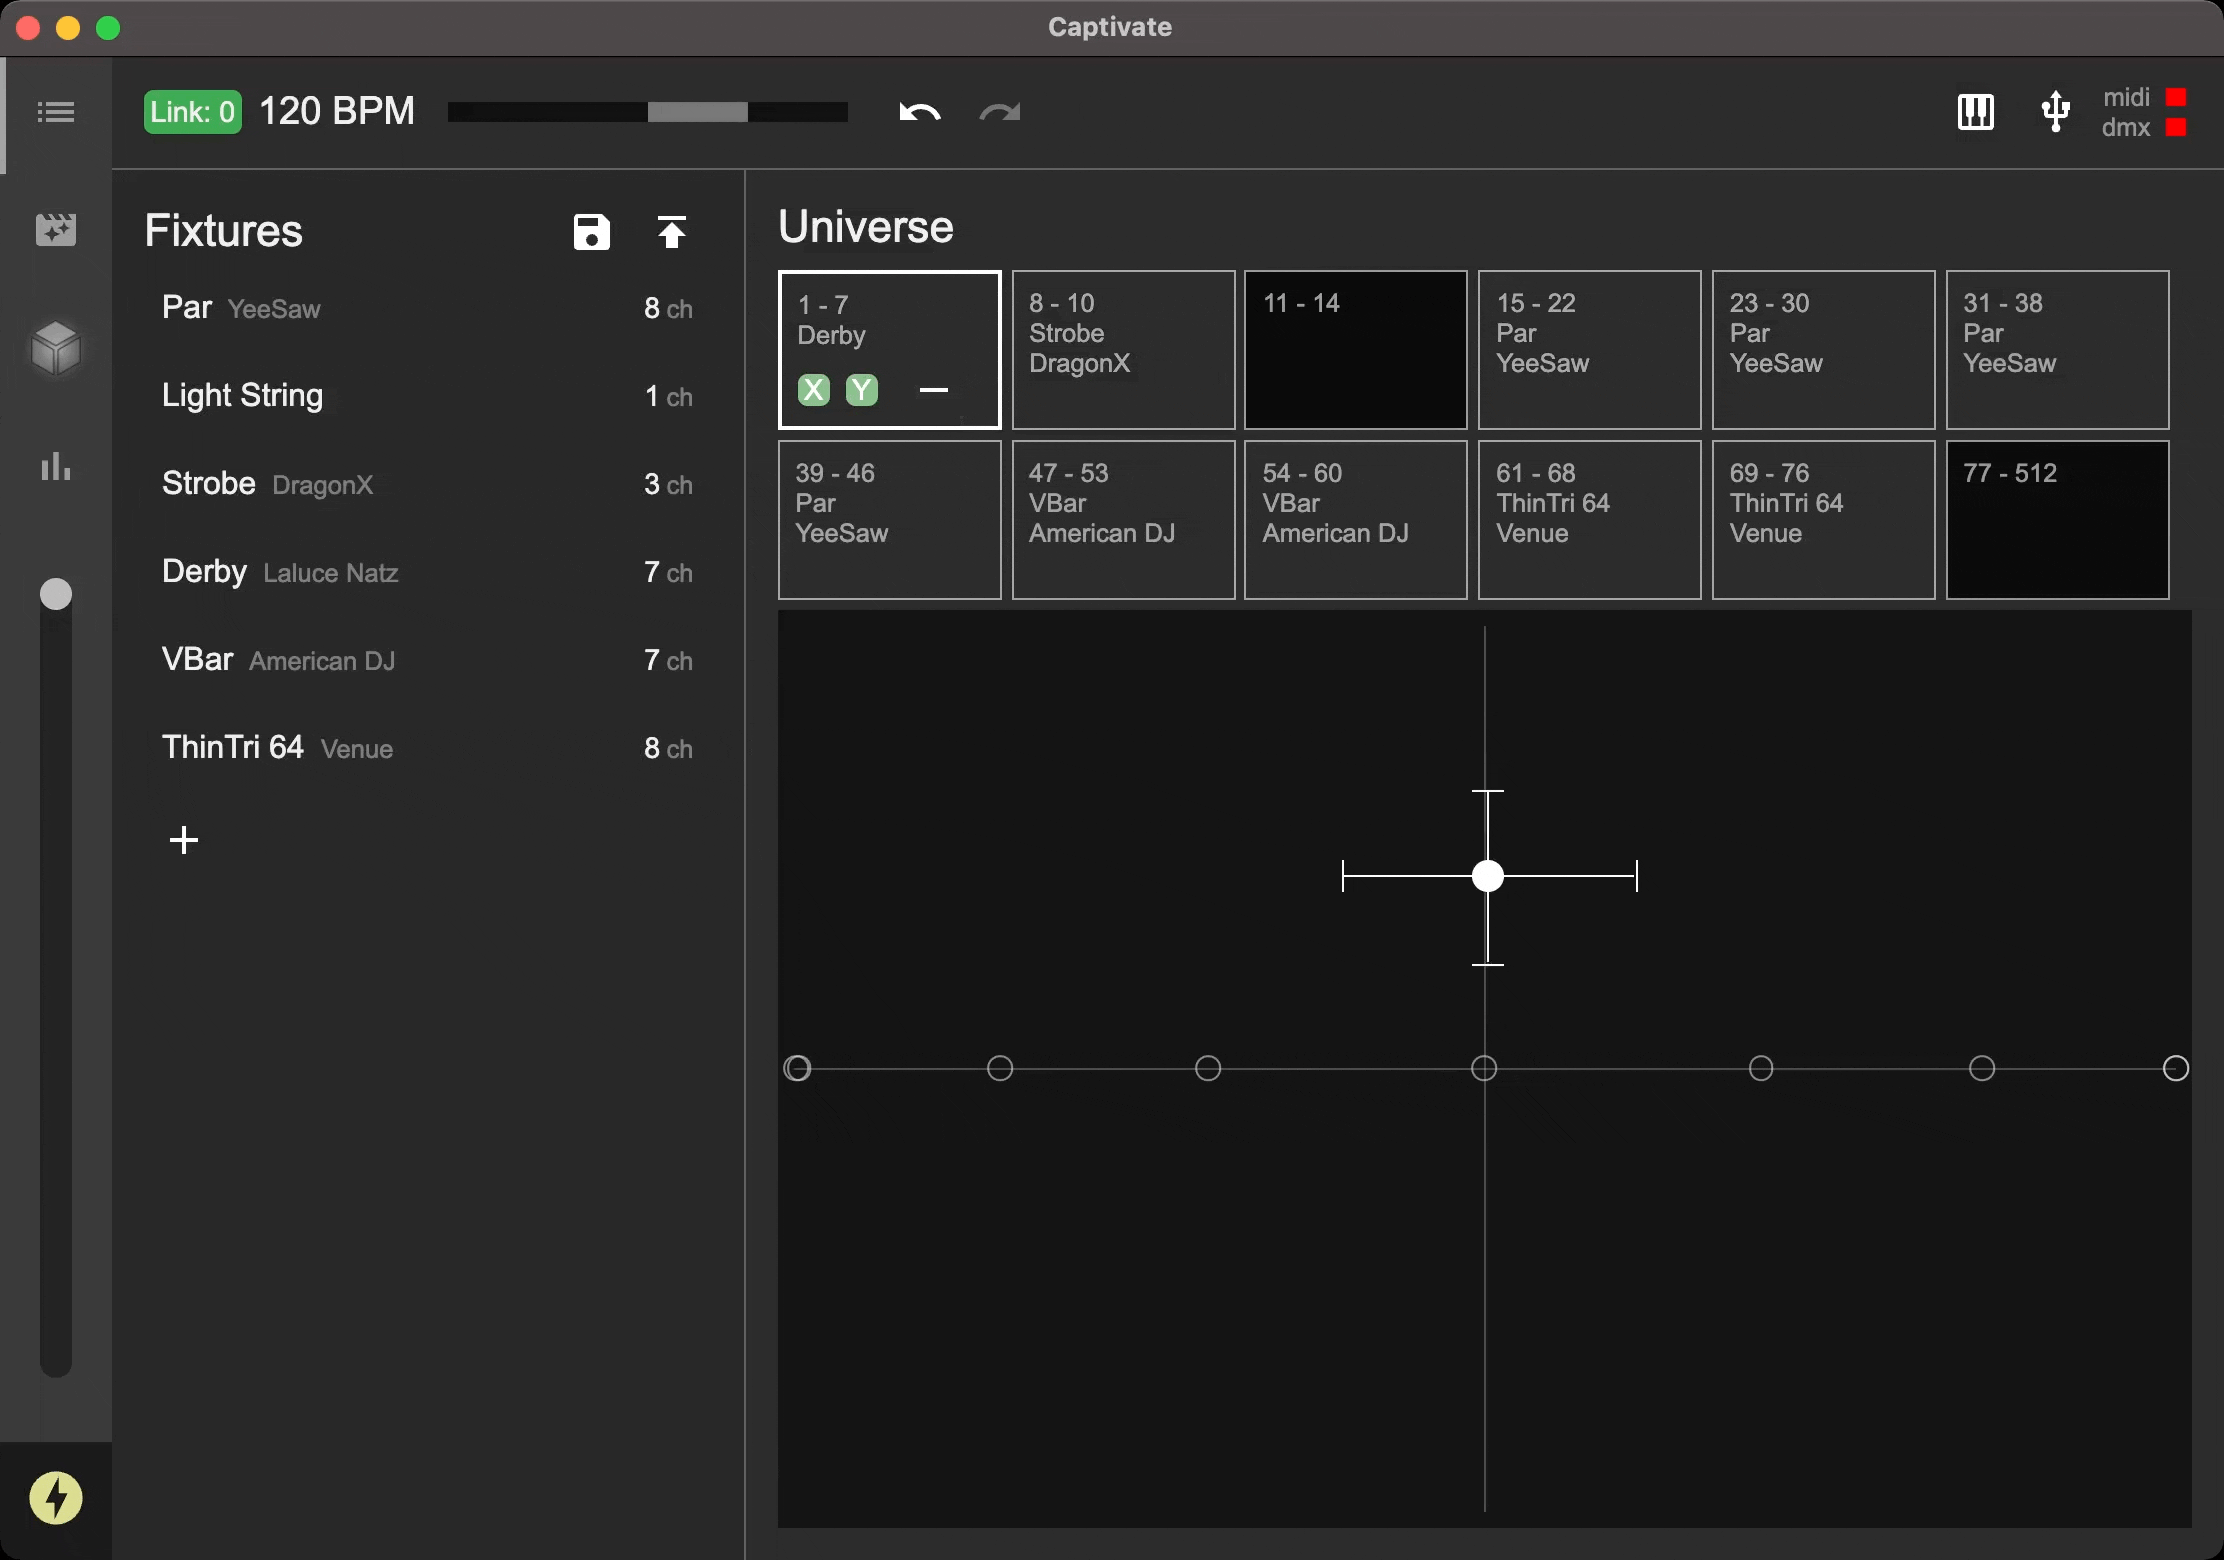 Captivate
Link: 0
120 BPM
midi
dmx
Fixtures
Par YeeSaw 8 ch
Light String 1 ch
Strobe DragonX 3 ch
Derby Laluce Natz 7 ch
VBar American DJ 7 ch
ThinTri 64 Venue 8 ch
+
Universe
1 - 7
Derby
X Y
8 - 10
Strobe
DragonX
11 - 14
15 - 22
Par
YeeSaw
23 - 30
Par
YeeSaw
31 - 38
Par
YeeSaw
39 - 46
Par
YeeSaw
47 - 53
VBar
American DJ
54 - 60
VBar
American DJ
61 - 68
ThinTri 64
Venue
69 - 76
ThinTri 64
Venue
77 - 512